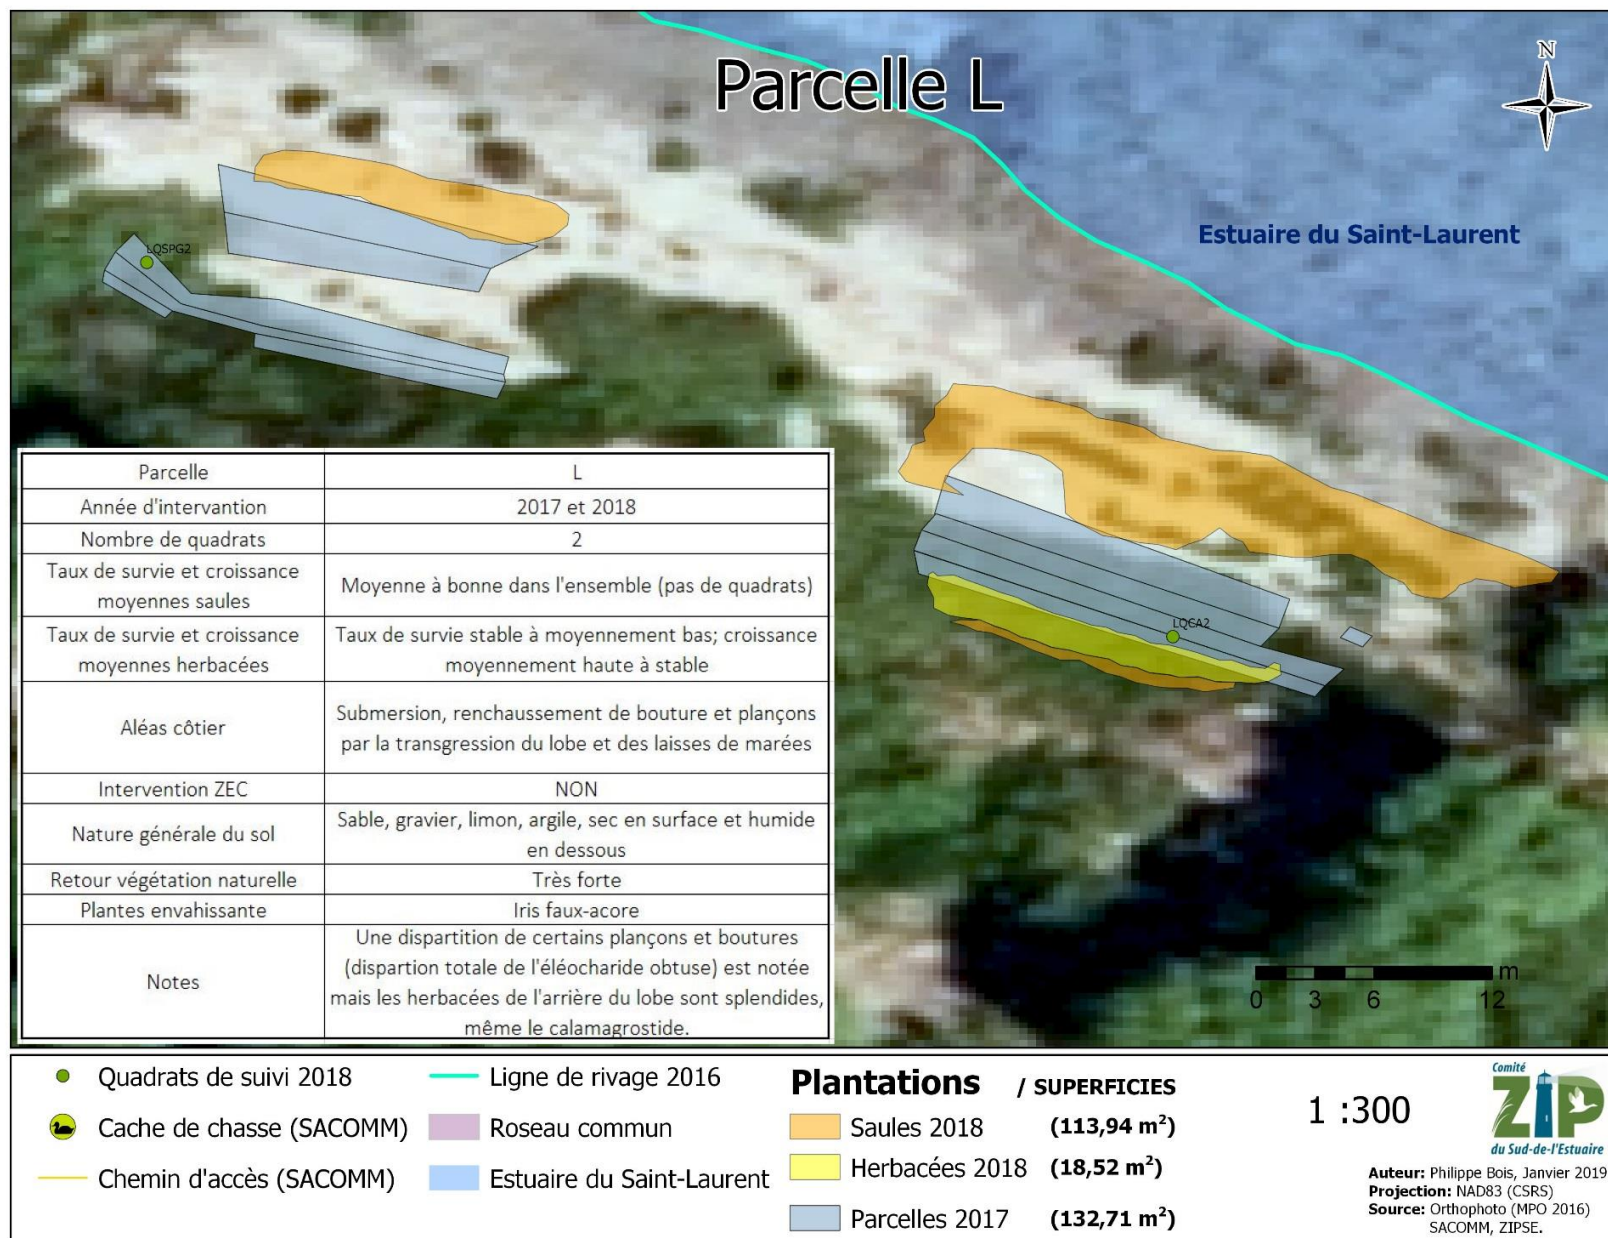 Parcelle L
N
Estuaire du Saint-Laurent
LQSPG2
LQCA2
Parcelle L
Année d'intervantion 2017 et 2018
Nombre de quadrats 2
Taux de survie et croissance
moyennes saules
Moyenne à bonne dans l'ensemble (pas de quadrats)
Taux de survie et croissance
moyennes herbacées
Taux de survie stable à moyennement bas; croissance
moyennement haute à stable
Aléas côtier
Submersion, renchaussement de bouture et plançons
par la transgression du lobe et des laisses de marées
Intervention ZEC NON
Nature générale du sol
Sable, gravier, limon, argile, sec en surface et humide
en dessous
Retour végétation naturelle Très forte
Plantes envahissante Iris faux-acore
Notes
Une dispartition de certains plançons et boutures
(dispartion totale de l'éléocharide obtuse) est notée
mais les herbacées de l'arrière du lobe sont splendides,
même le calamagrostide.
m
0 3 6 12
Quadrats de suivi 2018
Cache de chasse (SACOMM)
Chemin d'accès (SACOMM)
Ligne de rivage 2016
Roseau commun
Estuaire du Saint-Laurent
Plantations / SUPERFICIES
Saules 2018 (113,94 m²)
Herbacées 2018 (18,52 m²)
Parcelles 2017 (132,71 m²)
1 :300
Comité
ZIP
du Sud-de-l'Estuaire
Auteur: Philippe Bois, Janvier 2019
Projection: NAD83 (CSRS)
Source: Orthophoto (MPO 2016)
SACOMM, ZIPSE.